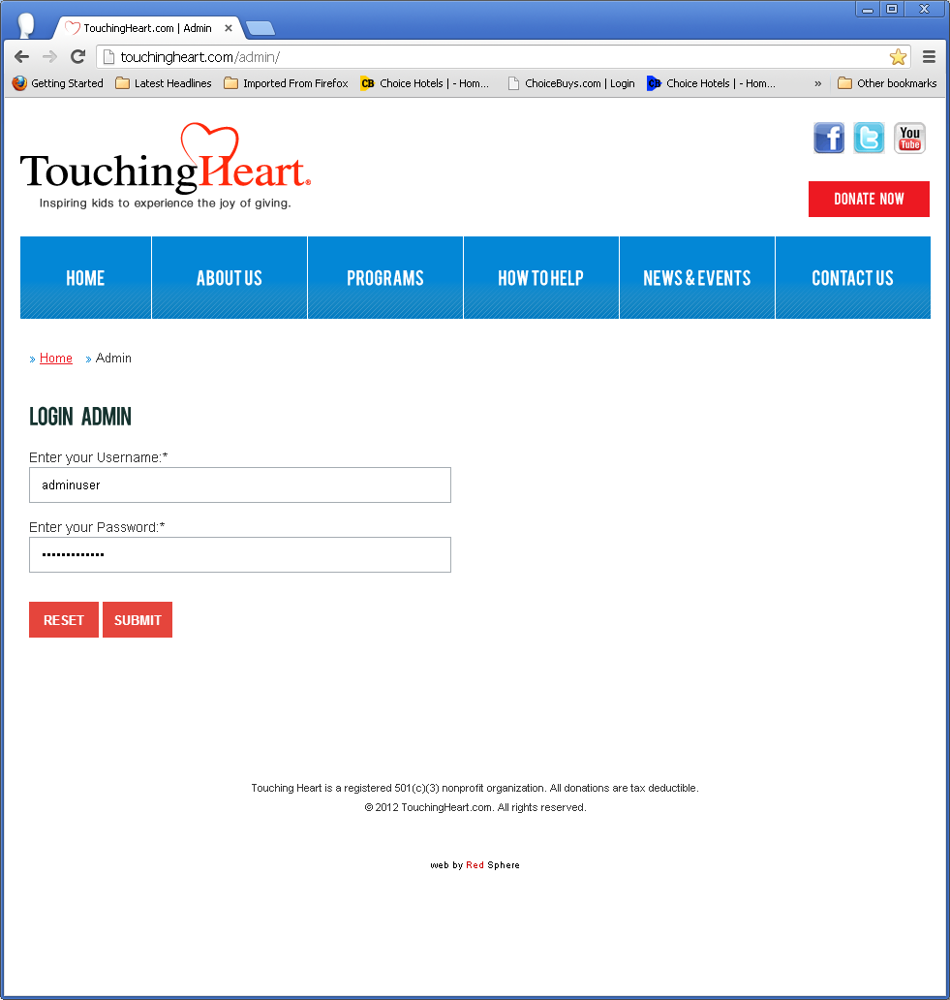 TouchingHeart.com | Admin
touchingheart.com/admin/
Getting Started Latest Headlines Imported From Firefox CB Choice Hotels | - Hom... ChoiceBuys.com | Login CB Choice Hotels | - Hom... » Other bookmarks
TouchingHeart®
Inspiring kids to experience the joy of giving.
f t You Tube
DONATE NOW
HOME ABOUT US PROGRAMS HOW TO HELP NEWS & EVENTS CONTACT US
» Home » Admin
LOGIN ADMIN
Enter your Username:*
adminuser
Enter your Password:*
•••••••••••••
RESET SUBMIT
Touching Heart is a registered 501(c)(3) nonprofit organization. All donations are tax deductible.
© 2012 TouchingHeart.com. All rights reserved.
web by Red Sphere